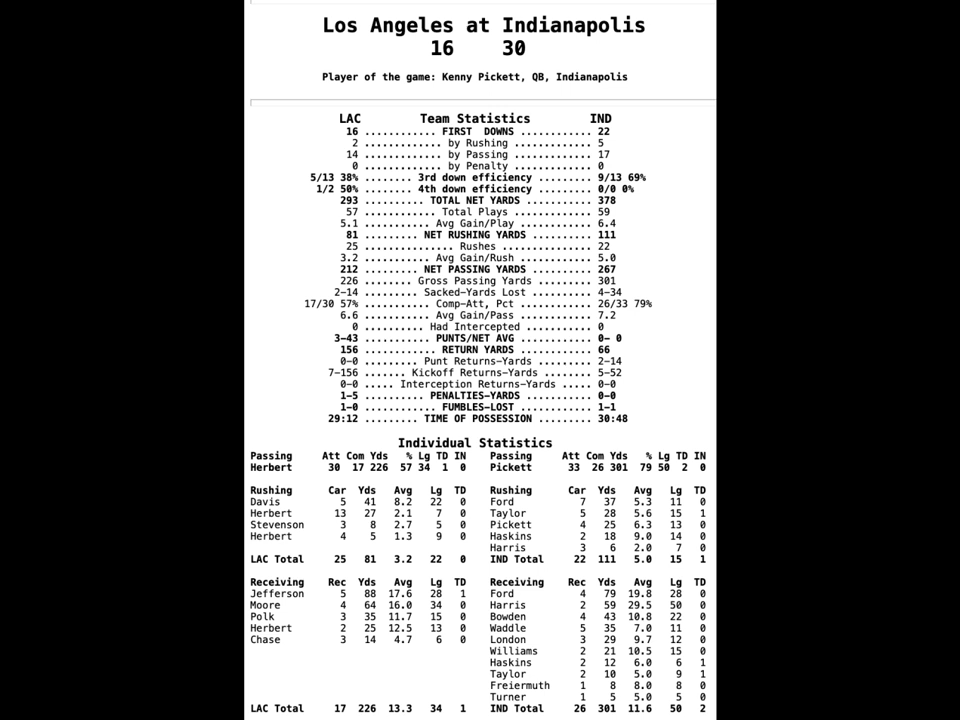 Los Angeles at Indianapolis
16 30
Player of the game: Kenny Pickett, QB, Indianapolis
LAC Team Statistics IND
16 ............ FIRST DOWNS ............ 22
2 ............. by Rushing ............. 5
14 ............. by Passing ............ 17
0 ............. by Penalty ............ 0
5/13 38% ........ 3rd down efficiency ........ 9/13 69%
1/2 50% ........ 4th down efficiency ........ 0/0 0%
293 .......... TOTAL NET YARDS .......... 378
57 ............ Total Plays ............ 59
5.1 ........... Avg Gain/Play .......... 6.4
81 ......... NET RUSHING YARDS .......... 111
25 ............... Rushes .............. 22
3.2 ........... Avg Gain/Rush .......... 5.0
212 ......... NET PASSING YARDS .......... 267
226 ........ Gross Passing Yards ........ 301
2-14 ......... Sacked-Yards Lost ......... 4-34
17/30 57% ........... Comp-Att, Pct .......... 26/33 79%
6.6 ........... Avg Gain/Pass .......... 7.2
0 .......... Had Intercepted .......... 0
3-43 ........... PUNTS/NET AVG ........... 0- 0
156 ............ RETURN YARDS ............ 66
0-0 ........ Punt Returns-Yards ........ 2-14
7-156 ....... Kickoff Returns-Yards ....... 5-52
0-0 ..... Interception Returns-Yards ..... 0-0
1-5 .......... PENALTIES-YARDS .......... 0-0
1-0 ............ FUMBLES-LOST ............ 1-1
29:12 ......... TIME OF POSSESSION ......... 30:48
Individual Statistics
Passing Att Com Yds % Lg TD IN
Herbert 30 17 226 57 34 1 0
Rushing Car Yds Avg Lg TD
Davis 5 41 8.2 22 0
Herbert 13 27 2.1 7 0
Stevenson 3 8 2.7 5 0
Herbert 4 5 1.3 9 0
LAC Total 25 81 3.2 22 0
Receiving Rec Yds Avg Lg TD
Jefferson 5 88 17.6 28 1
Moore 4 64 16.0 34 0
Polk 3 35 11.7 15 0
Herbert 2 25 12.5 13 0
Chase 3 14 4.7 6 0
LAC Total 17 226 13.3 34 1
Passing Att Com Yds % Lg TD IN
Pickett 33 26 301 79 50 2 0
Rushing Car Yds Avg Lg TD
Ford 7 37 5.3 11 0
Taylor 5 28 5.6 15 1
Pickett 4 25 6.3 13 0
Haskins 2 18 9.0 14 0
Harris 3 6 2.0 7 0
IND Total 22 111 5.0 15 1
Receiving Rec Yds Avg Lg TD
Ford 4 79 19.8 28 0
Harris 2 59 29.5 50 0
Bowden 4 43 10.8 22 0
Waddle 5 35 7.0 11 0
London 3 29 9.7 12 0
Williams 2 21 10.5 15 0
Haskins 2 12 6.0 6 1
Taylor 2 10 5.0 9 1
Freiermuth 1 8 8.0 8 0
Turner 1 5 5.0 5 0
IND Total 26 301 11.6 50 2